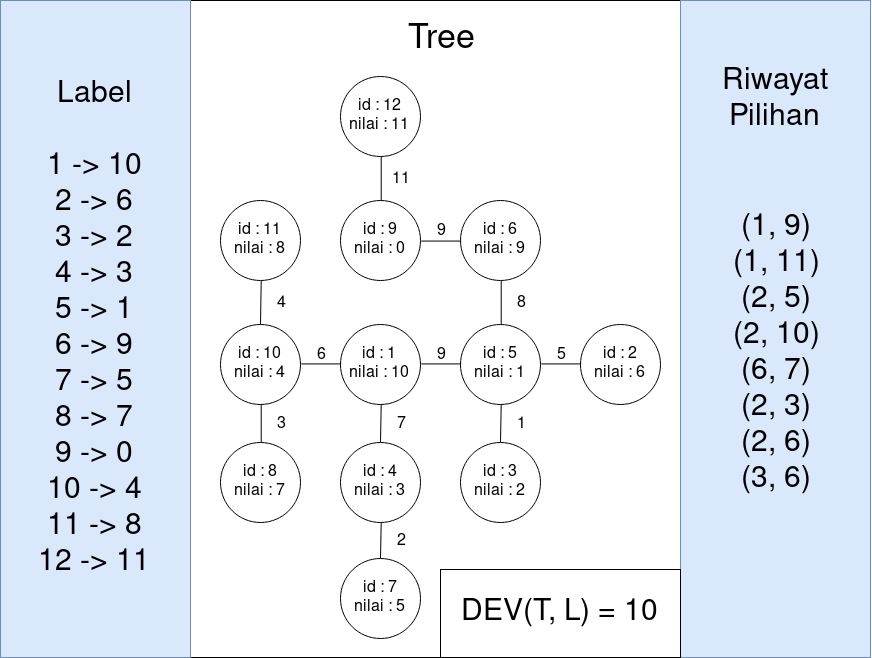 Label
1 -> 10
2 -> 6
3 -> 2
4 -> 3
5 -> 1
6 -> 9
7 -> 5
8 -> 7
9 -> 0
10 -> 4
11 -> 8
12 -> 11
Tree
id : 12
nilai : 11
11
id : 11
nilai : 8
id : 9
nilai : 0
9
id : 6
nilai : 9
4
8
id : 10
nilai : 4
6
id : 1
nilai : 10
9
id : 5
nilai : 1
5
id : 2
nilai : 6
3
7
1
id : 8
nilai : 7
id : 4
nilai : 3
id : 3
nilai : 2
2
id : 7
nilai : 5
DEV(T, L) = 10
Riwayat
Pilihan
(1, 9)
(1, 11)
(2, 5)
(2, 10)
(6, 7)
(2, 3)
(2, 6)
(3, 6)